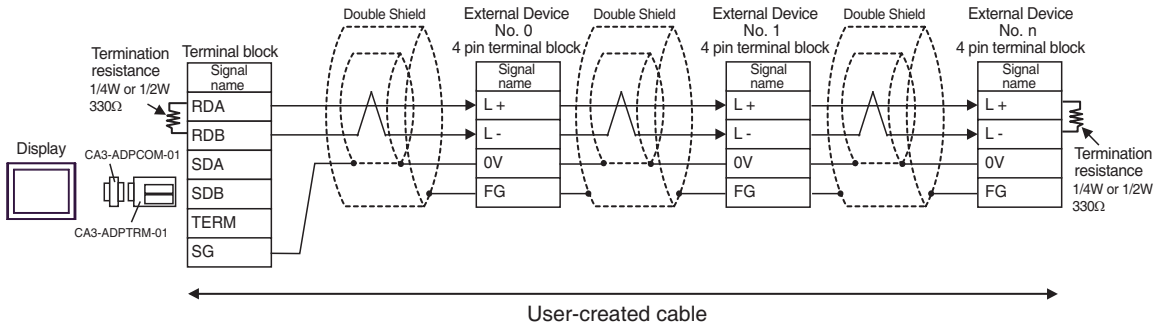 Double Shield
External Device
No. 0
4 pin terminal block
Double Shield
External Device
No. 1
4 pin terminal block
Double Shield
External Device
No. n
4 pin terminal block
Termination
resistance
1/4W or 1/2W
330Ω
Terminal block
Signal
name
RDA
RDB
SDA
SDB
TERM
SG
Signal
name
L +
L -
0V
FG
Signal
name
L +
L -
0V
FG
Signal
name
L +
L -
0V
FG
Termination
resistance
1/4W or 1/2W
330Ω
Display
CA3-ADPCOM-01
CA3-ADPTRM-01
User-created cable